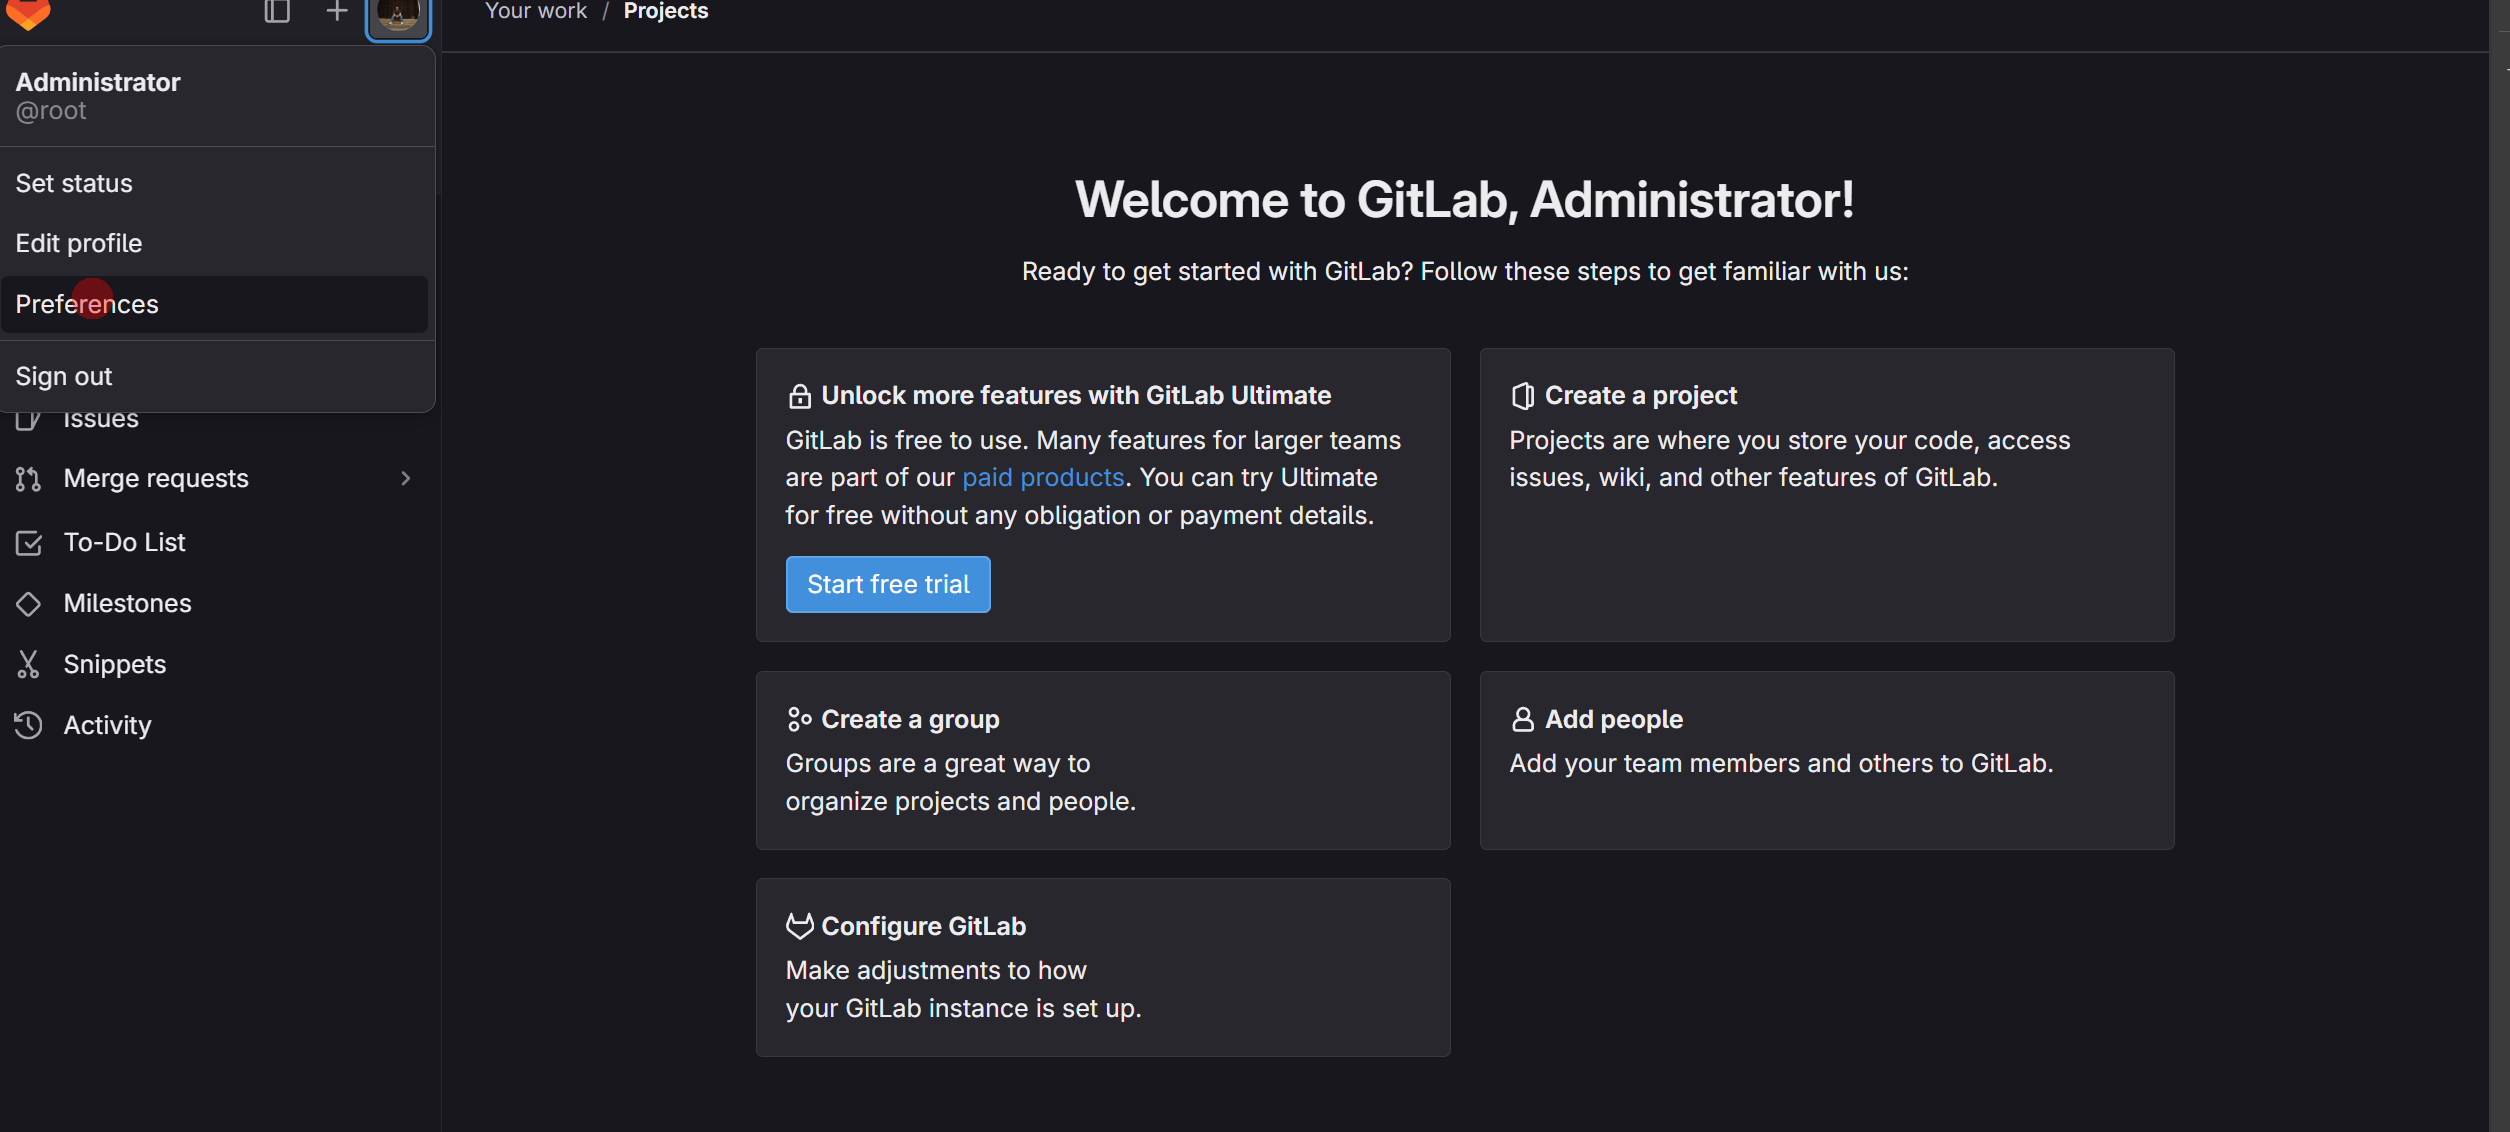 Your work / Projects
Administrator
@root
Set status
Edit profile
Preferences
Sign out
Issues
Merge requests
To-Do List
Milestones
Snippets
Activity
Welcome to GitLab, Administrator!
Ready to get started with GitLab? Follow these steps to get familiar with us:
Unlock more features with GitLab Ultimate
GitLab is free to use. Many features for larger teams
are part of our paid products. You can try Ultimate
for free without any obligation or payment details.
Start free trial
Create a project
Projects are where you store your code, access
issues, wiki, and other features of GitLab.
Create a group
Groups are a great way to
organize projects and people.
Add people
Add your team members and others to GitLab.
Configure GitLab
Make adjustments to how
your GitLab instance is set up.